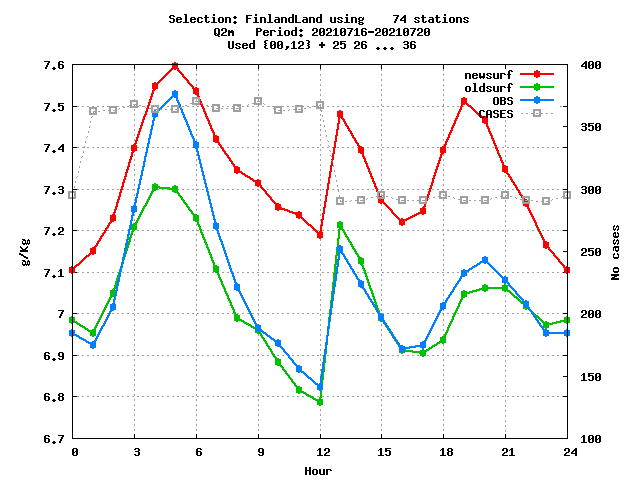 Selection: FinlandLand using    74 stations
Q2m   Period: 20210716-20210720
Used {00,12} + 25 26 ... 36
7.6
7.5
7.4
7.3
7.2
7.1
7
6.9
6.8
6.7
g/Kg
newsurf
oldsurf
OBS
CASES
400
350
300
250
200
150
100
No cases
0 3 6 9 12 15 18 21 24
Hour